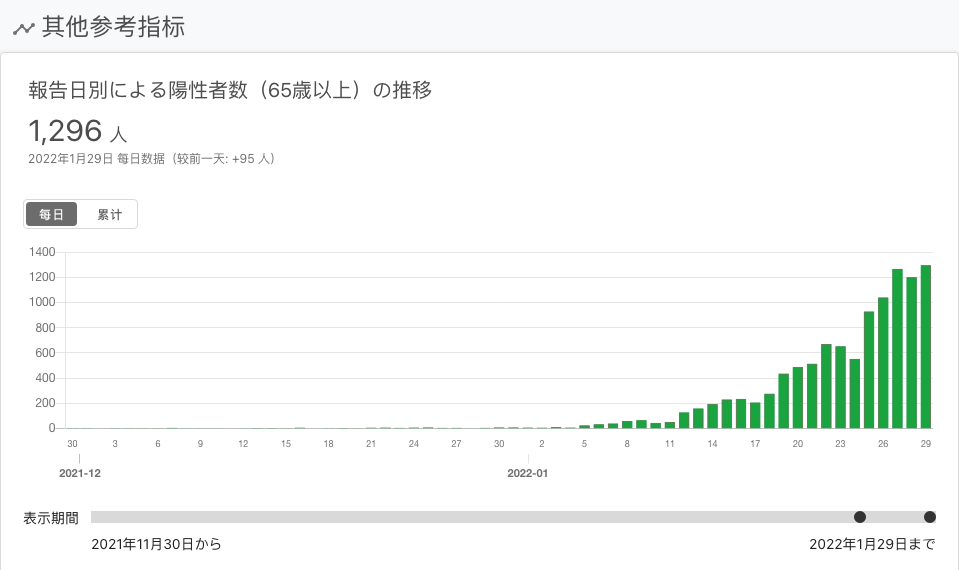 其他参考指标
報告日別による陽性者数（65歳以上）の推移
1,296 人
2022年1月29日 每日数据（较前一天: +95 人）
每日 累计
1400
1200
1000
800
600
400
200
0
30 3 6 9 12 15 18 21 24 27 30 2 5 8 11 14 17 20 23 26 29
2021-12 2022-01
表示期間
2021年11月30日から 2022年1月29日まで